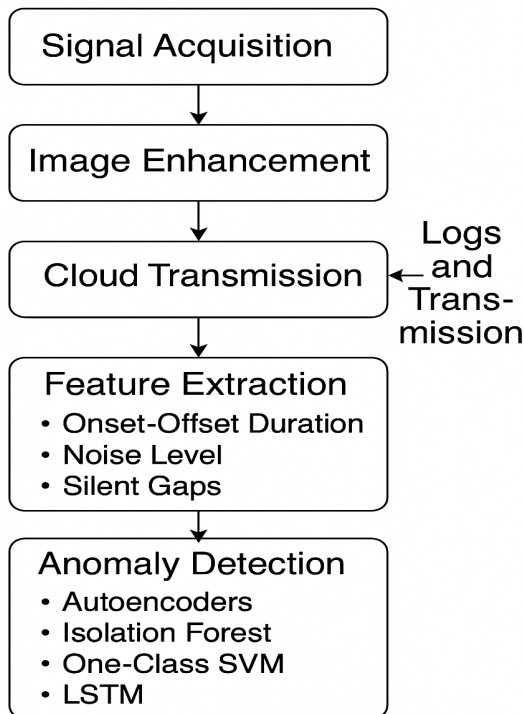 Signal Acquisition
Image Enhancement
Cloud Transmission
Logs
and
Trans-
mission
Feature Extraction
• Onset-Offset Duration
• Noise Level
• Silent Gaps
Anomaly Detection
• Autoencoders
• Isolation Forest
• One-Class SVM
• LSTM